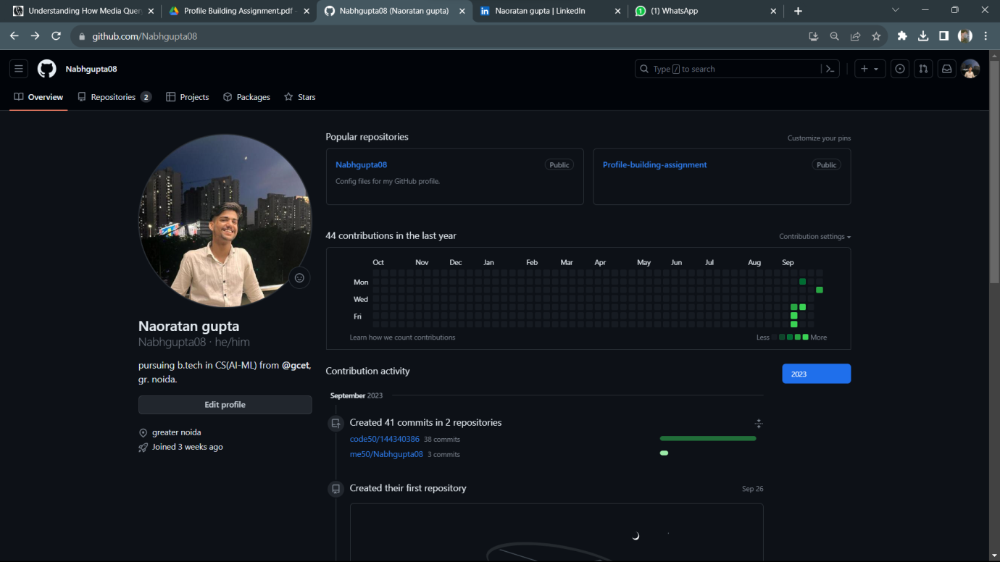 Understanding How Media Quer
Profile Building Assignment.pdf -
Nabhgupta08 (Naoratan gupta)
Naoratan gupta | LinkedIn
(1) WhatsApp
github.com/Nabhgupta08
Nabhgupta08
Type / to search
Overview
Repositories 2
Projects
Packages
Stars
Popular repositories
Customize your pins
Nabhgupta08 Public
Config files for my GitHub profile.
Profile-building-assignment Public
44 contributions in the last year
Contribution settings
Oct Nov Dec Jan Feb Mar Apr May Jun Jul Aug Sep
Mon
Wed
Fri
Learn how we count contributions
Less More
Naoratan gupta
Nabhgupta08 · he/him
pursuing b.tech in CS(AI-ML) from @gcet,
gr. noida.
Edit profile
greater noida
Joined 3 weeks ago
Contribution activity
2023
September 2023
Created 41 commits in 2 repositories
code50/144340386 38 commits
me50/Nabhgupta08 3 commits
Created their first repository
Sep 26